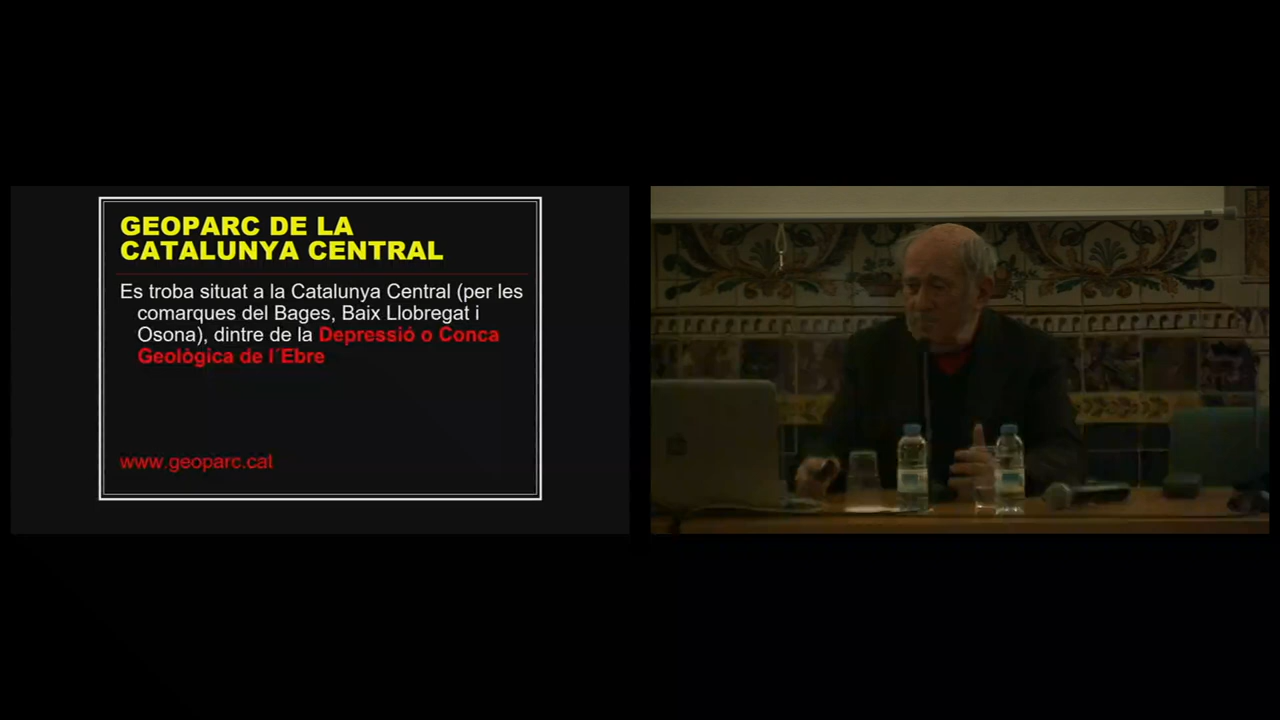 GEOPARC DE LA
CATALUNYA CENTRAL
Es troba situat a la Catalunya Central (per les
comarques del Bages, Baix Llobregat i
Osona), dintre de la Depressió o Conca
Geològica de l´Ebre
www.geoparc.cat